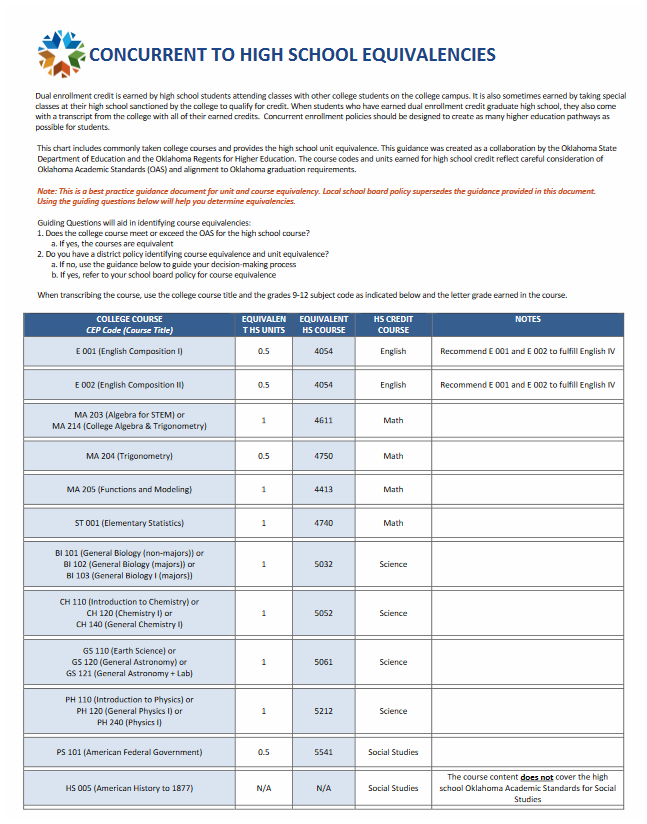 CONCURRENT TO HIGH SCHOOL EQUIVALENCIES
Dual enrollment credit is earned by high school students attending classes with other college students on the college campus. It is also sometimes earned by taking special
classes at their high school sanctioned by the college to qualify for credit. When students who have earned dual enrollment credit graduate high school, they also come
with a transcript from the college with all of their earned credits. Concurrent enrollment policies should be designed to create as many higher education pathways as
possible for students.
This chart includes commonly taken college courses and provides the high school unit equivalence. This guidance was created as a collaboration by the Oklahoma State
Department of Education and the Oklahoma Regents for Higher Education. The course codes and units earned for high school credit reflect careful consideration of
Oklahoma Academic Standards (OAS) and alignment to Oklahoma graduation requirements.
Note: This is a best practice guidance document for unit and course equivalency. Local school board policy supersedes the guidance provided in this document.
Using the guiding questions below will help you determine equivalencies.
Guiding Questions will aid in identifying course equivalencies:
1. Does the college course meet or exceed the OAS for the high school course?
a. If yes, the courses are equivalent
2. Do you have a district policy identifying course equivalence and unit equivalence?
a. If no, use the guidance below to guide your decision-making process
b. If yes, refer to your school board policy for course equivalence
When transcribing the course, use the college course title and the grades 9-12 subject code as indicated below and the letter grade earned in the course.
COLLEGE COURSE
CEP Code (Course Title)
EQUIVALEN
T HS UNITS
EQUIVALENT
HS COURSE
HS CREDIT
COURSE
NOTES
E 001 (English Composition I)
0.5
4054
English
Recommend E 001 and E 002 to fulfill English IV
E 002 (English Composition II)
0.5
4054
English
Recommend E 001 and E 002 to fulfill English IV
MA 203 (Algebra for STEM) or
MA 214 (College Algebra & Trigonometry)
1
4611
Math
MA 204 (Trigonometry)
0.5
4750
Math
MA 205 (Functions and Modeling)
1
4413
Math
ST 001 (Elementary Statistics)
1
4740
Math
BI 101 (General Biology (non-majors)) or
BI 102 (General Biology (majors)) or
BI 103 (General Biology I (majors))
1
5032
Science
CH 110 (Introduction to Chemistry) or
CH 120 (Chemistry I) or
CH 140 (General Chemistry I)
1
5052
Science
GS 110 (Earth Science) or
GS 120 (General Astronomy) or
GS 121 (General Astronomy + Lab)
1
5061
Science
PH 110 (Introduction to Physics) or
PH 120 (General Physics I) or
PH 240 (Physics I)
1
5212
Science
PS 101 (American Federal Government)
0.5
5541
Social Studies
HS 005 (American History to 1877)
N/A
N/A
Social Studies
The course content does not cover the high
school Oklahoma Academic Standards for Social
Studies